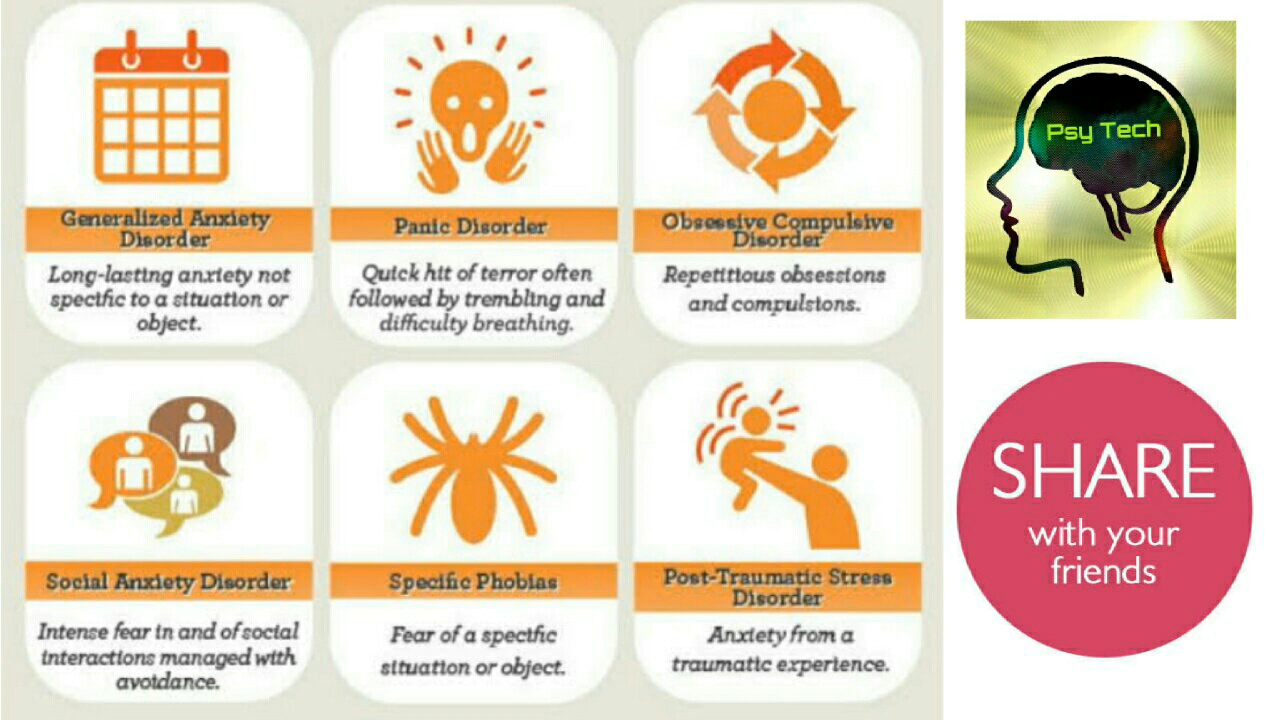 Generalized Anxiety
Disorder
Long-lasting anxiety not
specific to a situation or
object.
Panic Disorder
Quick hit of terror often
followed by trembling and
difficulty breathing.
Obsessive Compulsive
Disorder
Repetitious obsessions
and compulsions.
Social Anxiety Disorder
Intense fear in and of social
interactions managed with
avoidance.
Specific Phobias
Fear of a specific
situation or object.
Post-Traumatic Stress
Disorder
Anxiety from a
traumatic experience.
Psy Tech
SHARE
with your
friends